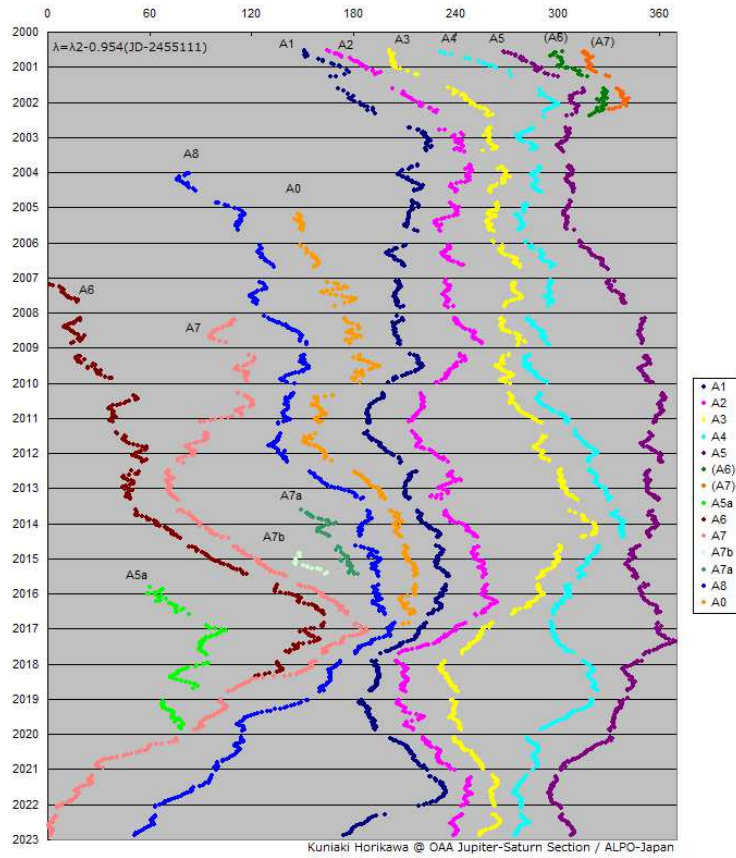 0 60 120 180 240 300 360
2000
λ=λ2-0.954(JD-2455111)
A1 A2 A3 A4 A5 (A6) (A7)
2001
2002
2003
2004
A8
A0
2005
2006
2007
A6
2008
A7
2009
2010
2011
2012
2013
A7a
2014
A7b
2015
A5a
2016
2017
2018
2019
2020
2021
2022
2023
A1
A2
A3
A4
A5
(A6)
(A7)
A5a
A6
A7
A7b
A7a
A8
A0
Kuniaki Horikawa @ OAA Jupiter-Saturn Section / ALPO-Japan